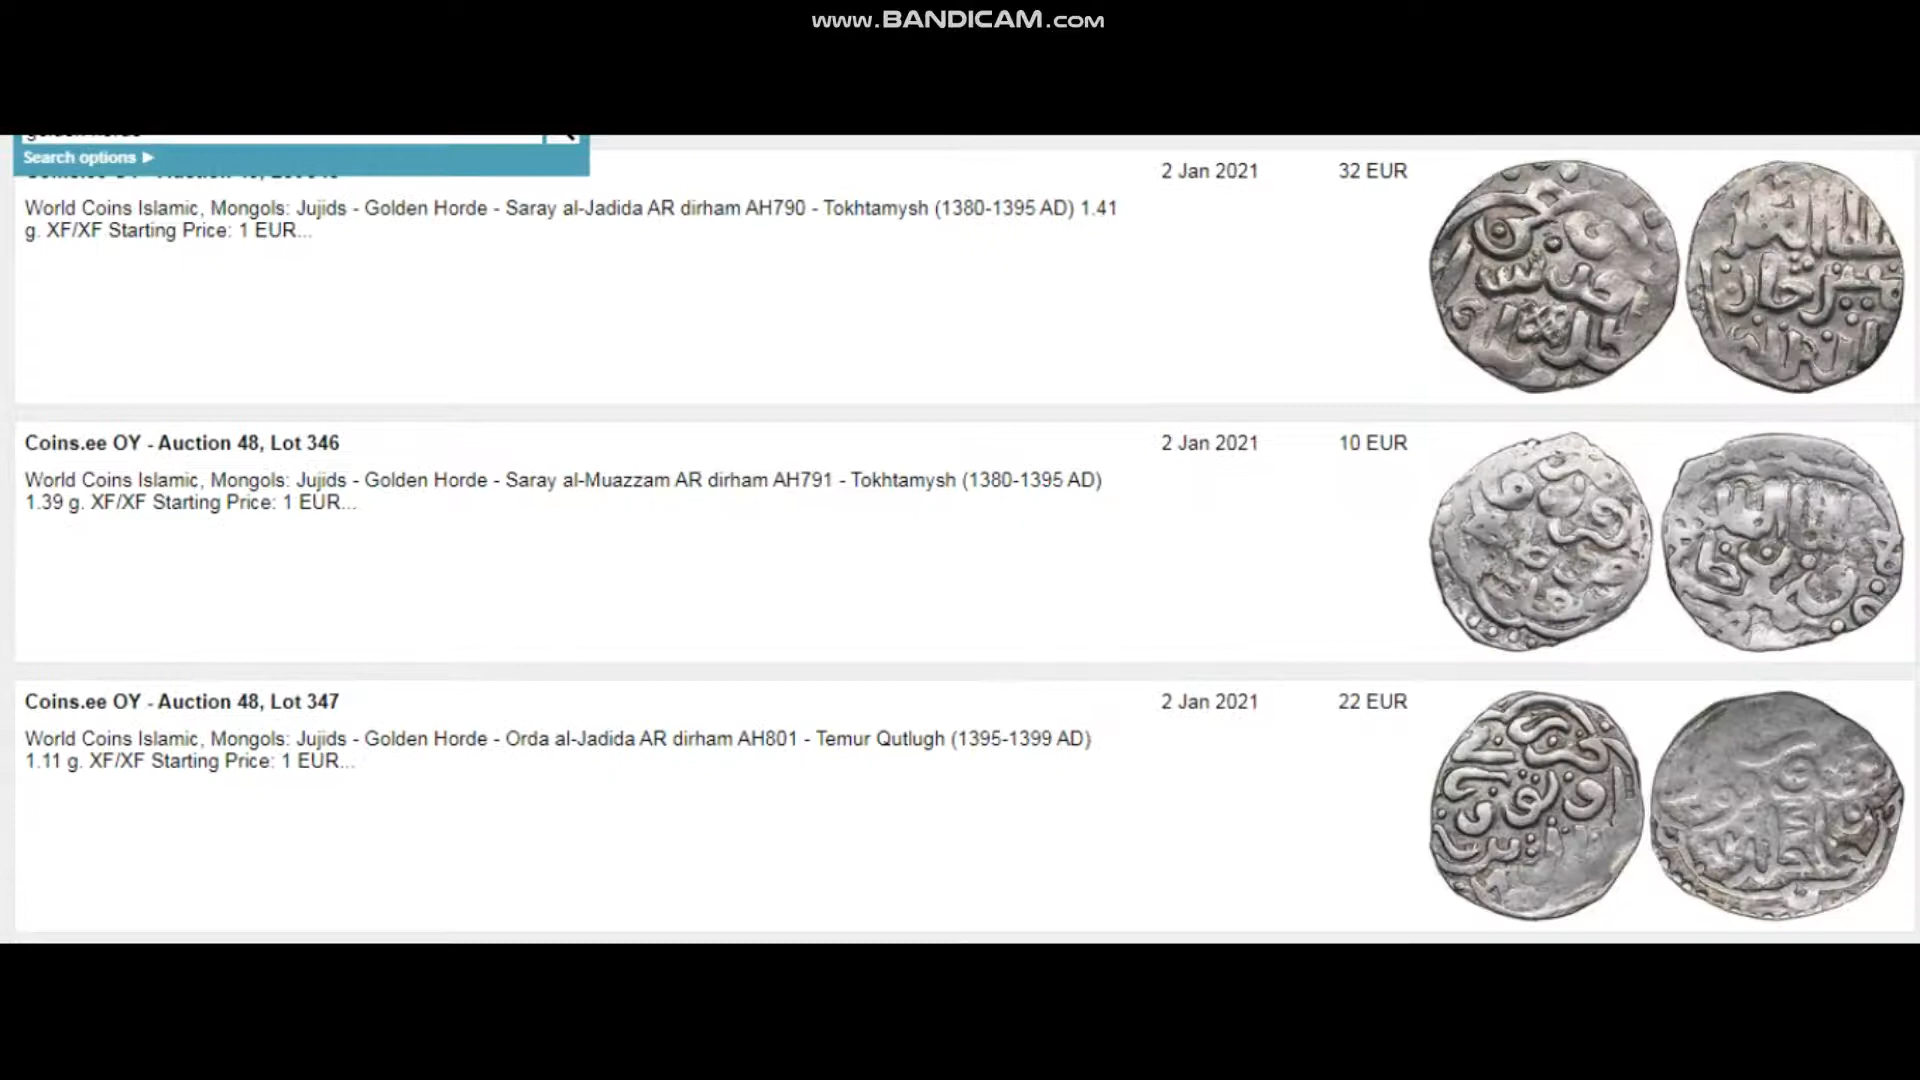 www.BANDICAM.com
Search options ▶
2 Jan 2021
32 EUR
World Coins Islamic, Mongols: Jujids - Golden Horde - Saray al-Jadida AR dirham AH790 - Tokhtamysh (1380-1395 AD) 1.41
g. XF/XF Starting Price: 1 EUR...
Coins.ee OY - Auction 48, Lot 346
2 Jan 2021
10 EUR
World Coins Islamic, Mongols: Jujids - Golden Horde - Saray al-Muazzam AR dirham AH791 - Tokhtamysh (1380-1395 AD)
1.39 g. XF/XF Starting Price: 1 EUR...
Coins.ee OY - Auction 48, Lot 347
2 Jan 2021
22 EUR
World Coins Islamic, Mongols: Jujids - Golden Horde - Orda al-Jadida AR dirham AH801 - Temur Qutlugh (1395-1399 AD)
1.11 g. XF/XF Starting Price: 1 EUR...